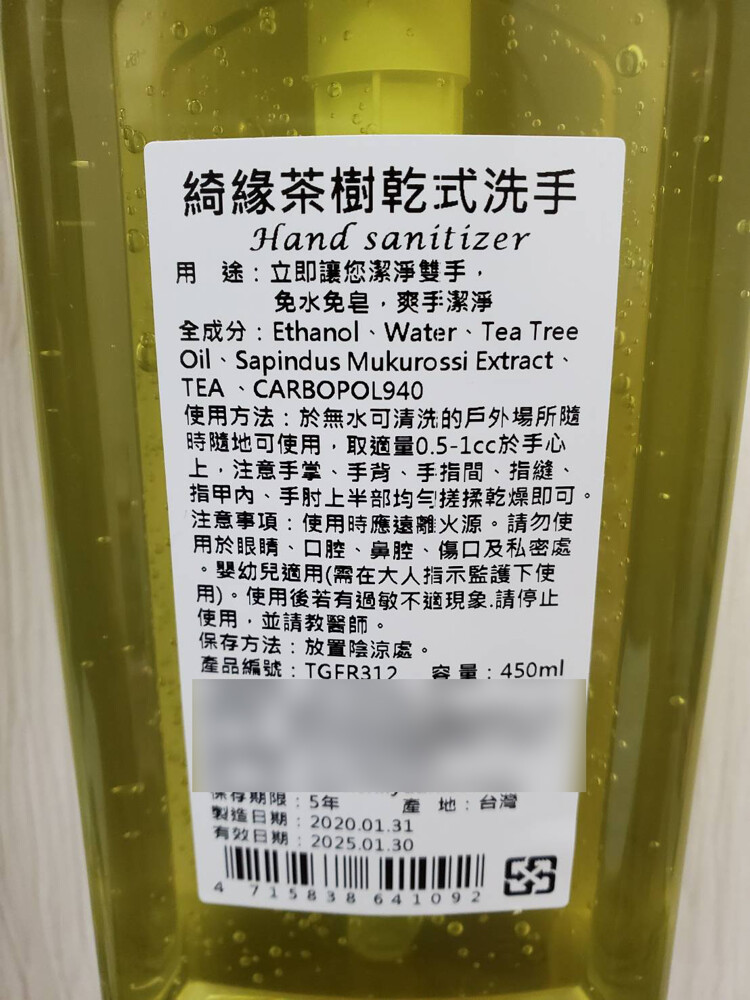 綺緣茶樹乾式洗手
Hand sanitizer
用 途：立即讓您潔淨雙手，
免水免皂，爽手潔淨
全成分：Ethanol、Water、Tea Tree
Oil、Sapindus Mukurossi Extract、
TEA、CARBOPOL940
使用方法：於無水可清洗的戶外場所隨
時隨地可使用，取適量0.5-1cc於手心
上，注意手掌、手背、手指間、指縫、
指甲內、手肘上半部均勻搓揉乾燥即可。
注意事項：使用時應遠離火源。請勿使
用於眼睛、口腔、鼻腔、傷口及私密處
。嬰幼兒適用(需在大人指示監護下使
用)。使用後若有過敏不適現象.請停止
使用，並請教醫師。
保存方法：放置陰涼處。
產品編號：TGFR312 容量：450ml
保存期限：5年 產 地：台灣
製造日期：2020.01.31
有效日期：2025.01.30
4 715838 641092